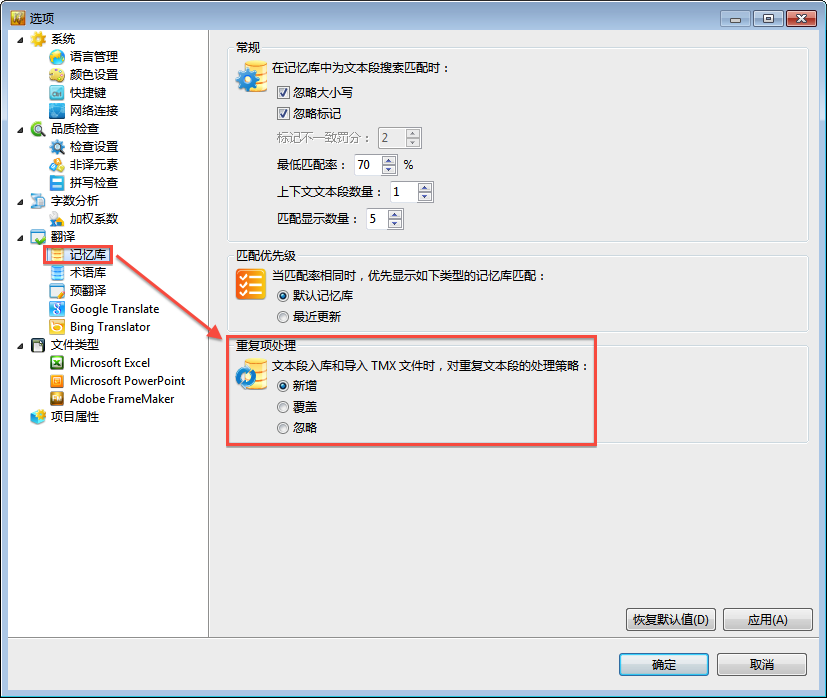 选项
系统
语言管理
颜色设置
快捷键
网络连接
品质检查
检查设置
非译元素
拼写检查
字数分析
加权系数
翻译
记忆库
术语库
预翻译
Google Translate
Bing Translator
文件类型
Microsoft Excel
Microsoft PowerPoint
Adobe FrameMaker
项目属性
常规
在记忆库中为文本段搜索匹配时：
忽略大小写
忽略标记
标记不一致罚分： 2
最低匹配率： 70 %
上下文文本段数量： 1
匹配显示数量： 5
匹配优先级
当匹配率相同时，优先显示如下类型的记忆库匹配：
默认记忆库
最近更新
重复项处理
文本段入库和导入 TMX 文件时，对重复文本段的处理策略：
新增
覆盖
忽略
恢复默认值(D) 应用(A)
确定 取消